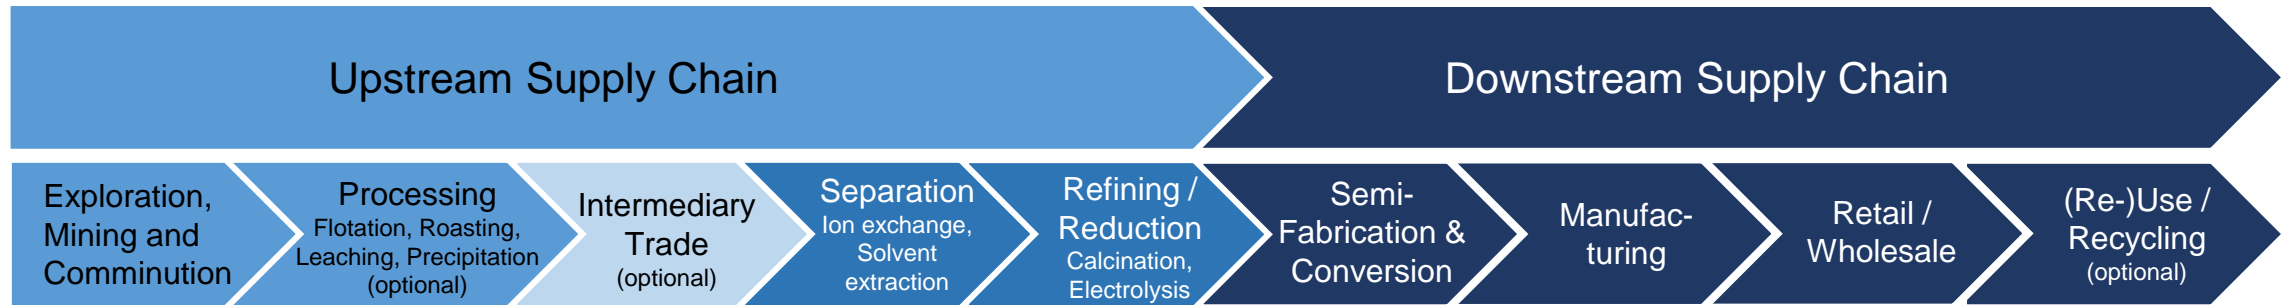 Upstream Supply Chain
Downstream Supply Chain
Exploration,
Mining and
Comminution
Processing
Flotation, Roasting,
Leaching, Precipitation
(optional)
Intermediary
Trade
(optional)
Separation
Ion exchange,
Solvent
extraction
Refining /
Reduction
Calcination,
Electrolysis
Semi-
Fabrication &
Conversion
Manufac-
turing
Retail /
Wholesale
(Re-)Use /
Recycling
(optional)